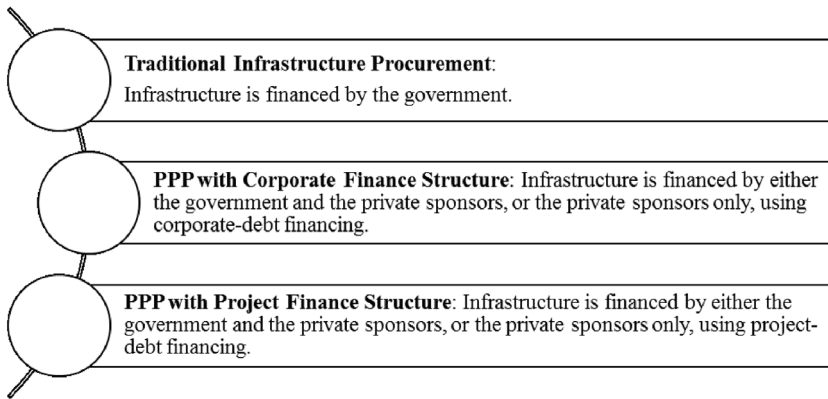 Traditional Infrastructure Procurement:
Infrastructure is financed by the government.
PPP with Corporate Finance Structure: Infrastructure is financed by either
the government and the private sponsors, or the private sponsors only, using
corporate-debt financing.
PPP with Project Finance Structure: Infrastructure is financed by either the
government and the private sponsors, or the private sponsors only, using project-
debt financing.